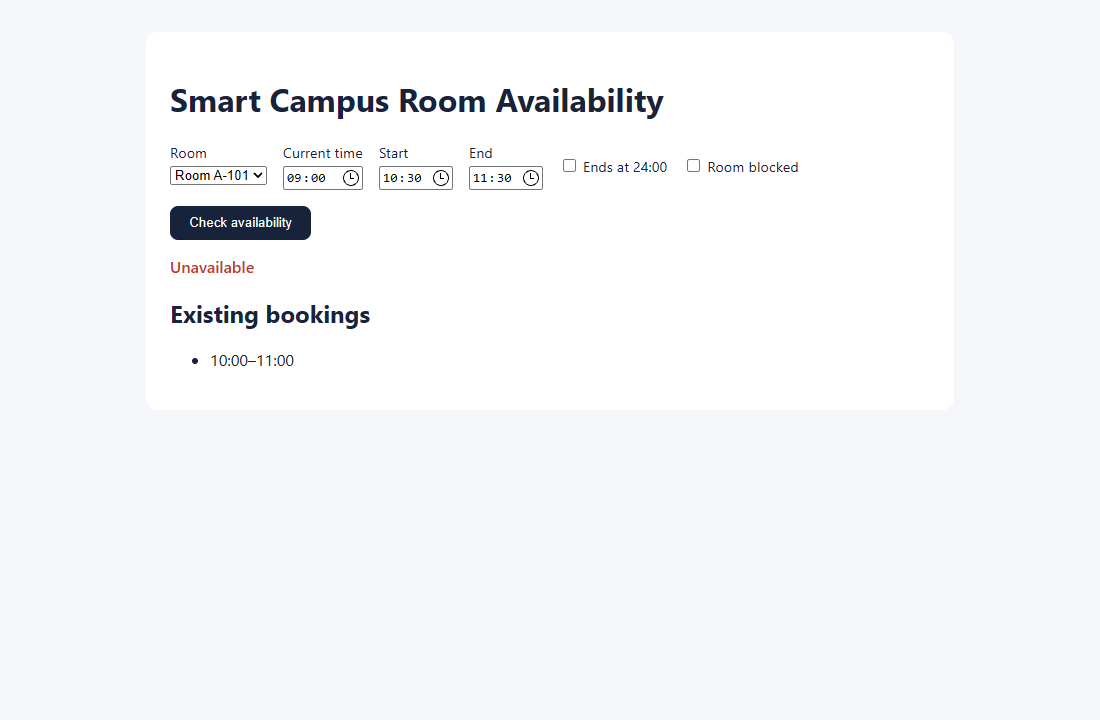 Smart Campus Room Availability
Room Current time Start End
Room A-101 09:00 10:30 11:30 Ends at 24:00 Room blocked
Check availability
Unavailable
Existing bookings
10:00–11:00